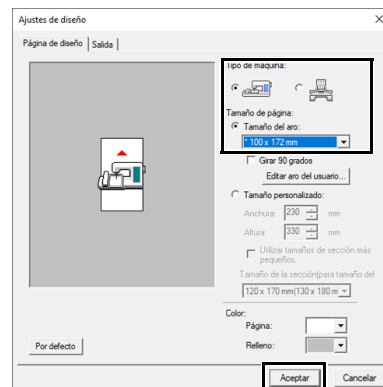 Ajustes de diseño
Página de diseño
Salida
Tipo de máquina:
Tamaño de página:
Tamaño del aro:
* 100 x 172 mm
Girar 90 grados
Editar aro del usuario...
Tamaño personalizado:
Anchura: 230 mm
Altura: 330 mm
Utilizar tamaños de sección más
pequeños.
Tamaño de la sección(para tamaño del
120 x 170 mm(130 x 180 m
Color:
Página:
Relleno:
Por defecto
Aceptar
Cancelar